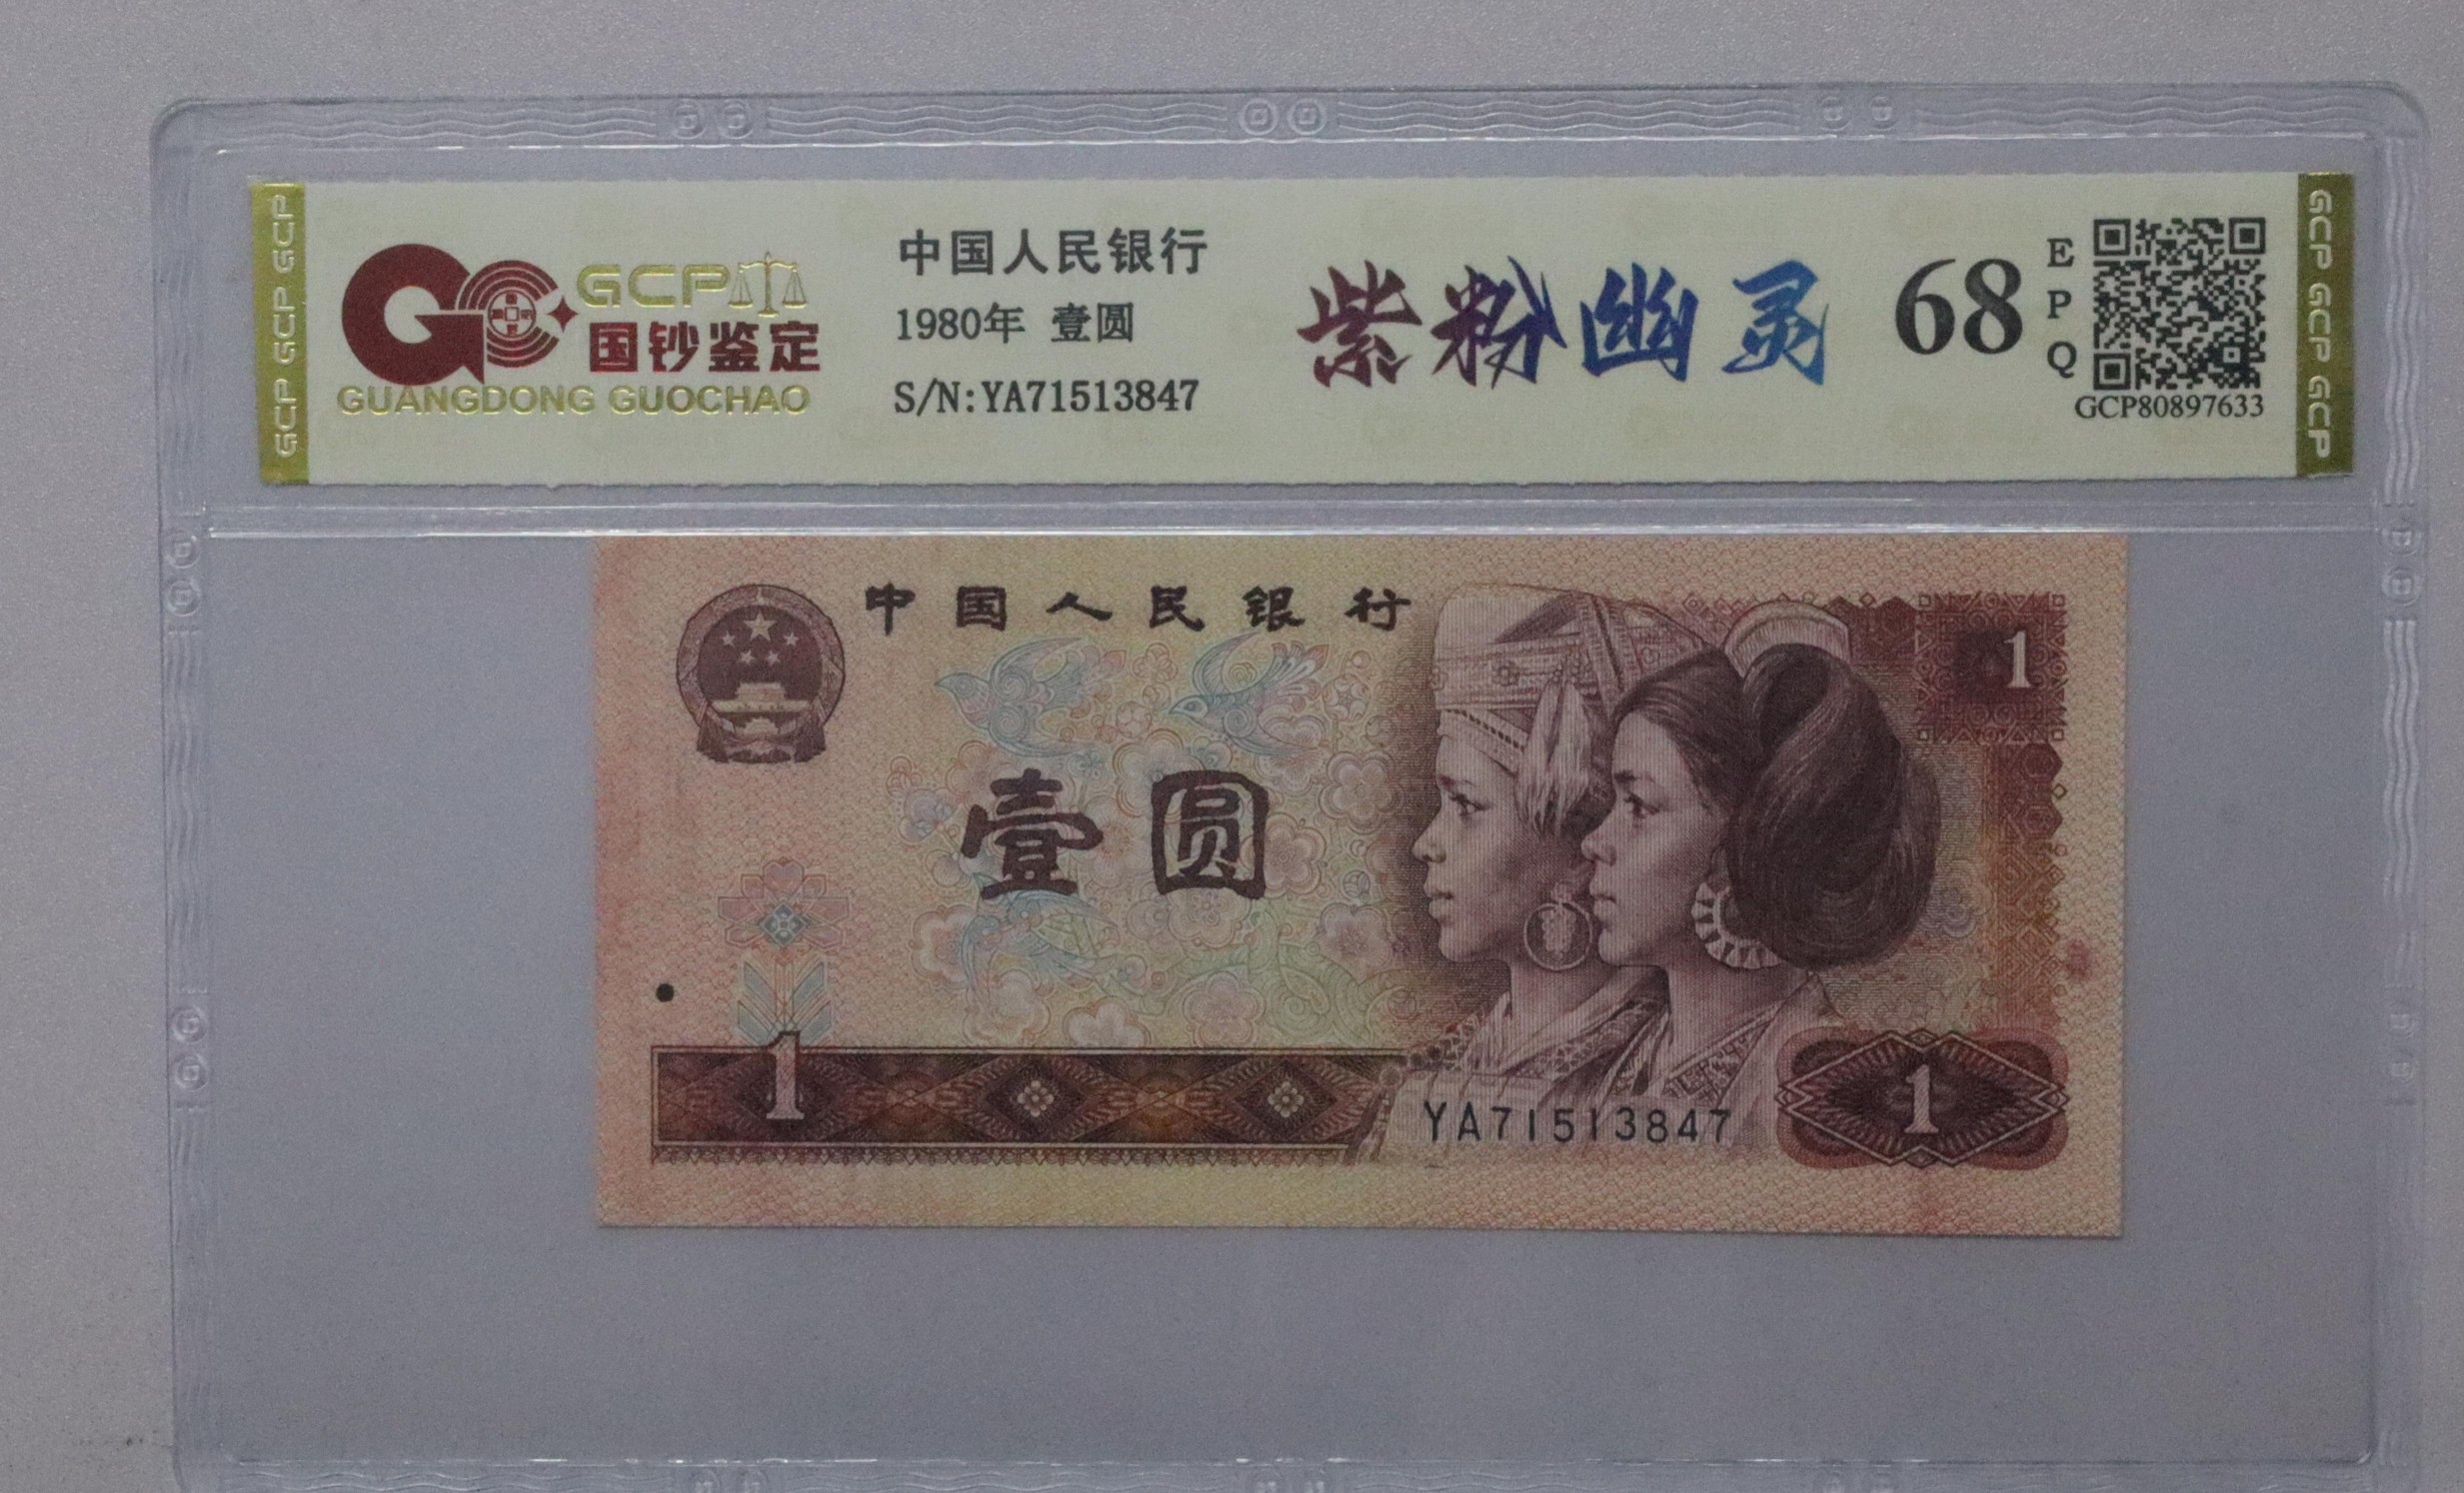 GCP GCP GCP
GCP
国钞鉴定
GUANGDONG GUOCHAO
中国人民银行
1980年 壹圆
S/N:YA71513847
紫粉幽灵
68
E
P
Q
GCP80897633
GCP GCP GCP
中国人民银行
1
壹圆
1
YA71513847
1